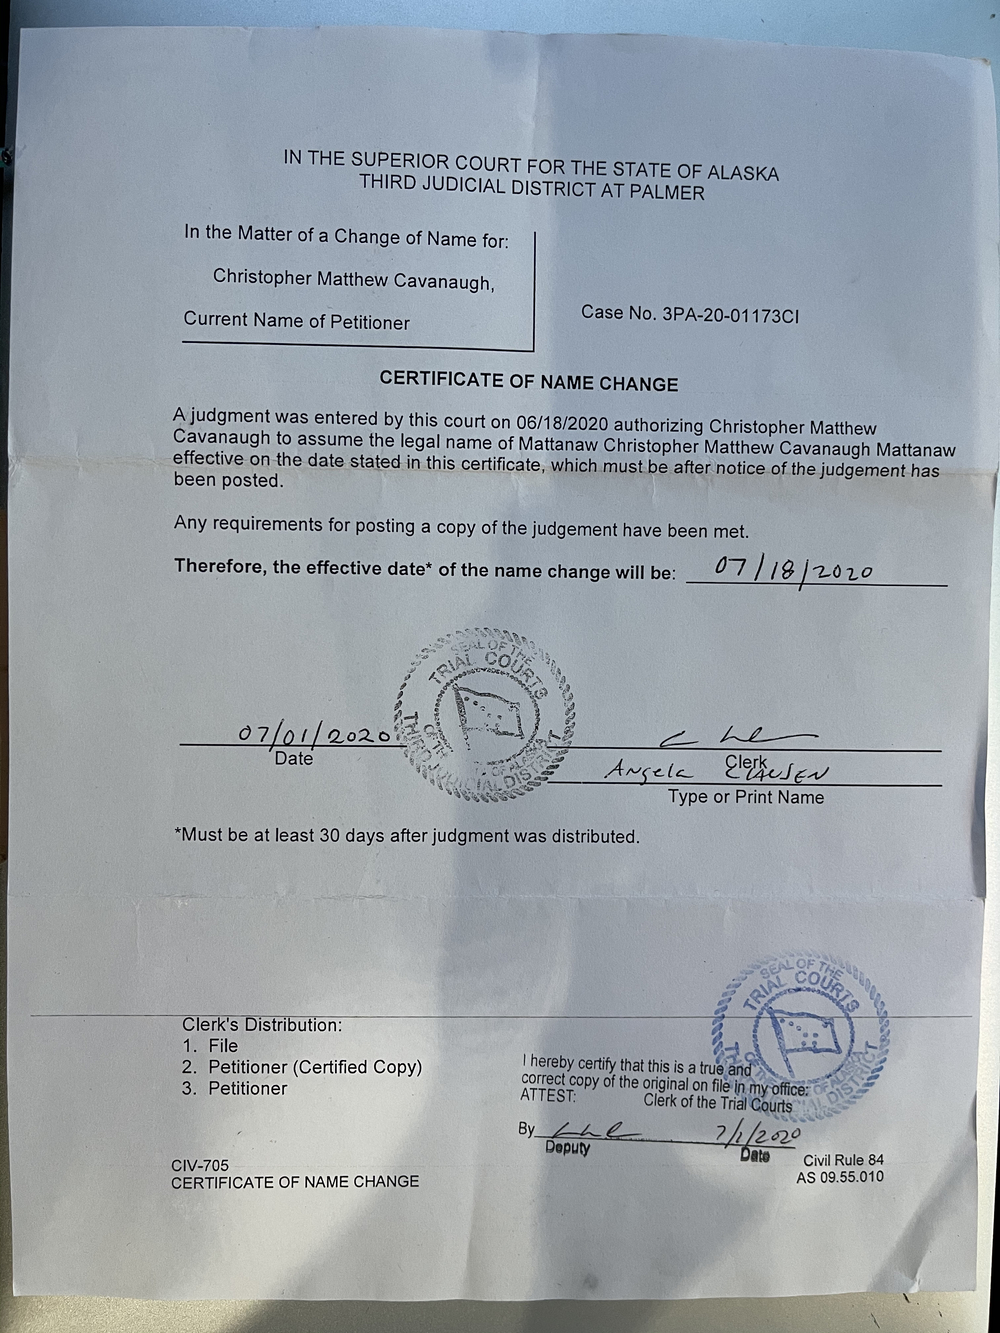 IN THE SUPERIOR COURT FOR THE STATE OF ALASKA
THIRD JUDICIAL DISTRICT AT PALMER
In the Matter of a Change of Name for:
Christopher Matthew Cavanaugh,
Current Name of Petitioner
Case No. 3PA-20-01173CI
CERTIFICATE OF NAME CHANGE
A judgment was entered by this court on 06/18/2020 authorizing Christopher Matthew
Cavanaugh to assume the legal name of Mattanaw Christopher Matthew Cavanaugh Mattanaw
effective on the date stated in this certificate, which must be after notice of the judgement has
been posted.
Any requirements for posting a copy of the judgement have been met.
Therefore, the effective date* of the name change will be: 07/18/2020
SEAL OF THE
TRIAL COURTS
OF THE
THIRD JUDICIAL DISTRICT
07/01/2020
Date
Clerk
Angela CLAUSEN
Type or Print Name
*Must be at least 30 days after judgment was distributed.
SEAL OF THE
TRIAL COURTS
Clerk's Distribution:
1. File
2. Petitioner (Certified Copy)
3. Petitioner
I hereby certify that this is a true and
correct copy of the original on file in my office:
ATTEST: Clerk of the Trial Courts
By 7/1/2020
Deputy Date
CIV-705
CERTIFICATE OF NAME CHANGE
Civil Rule 84
AS 09.55.010